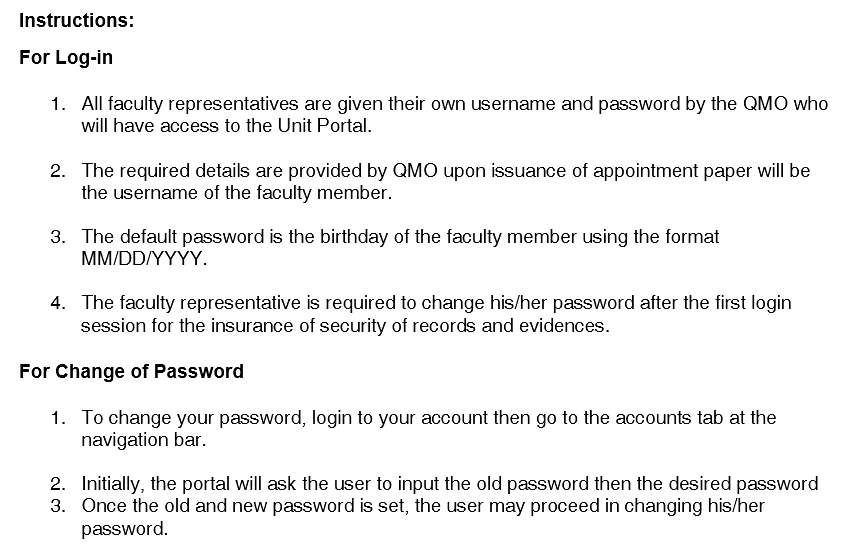 Instructions:
For Log-in
1. All faculty representatives are given their own username and password by the QMO who
will have access to the Unit Portal.
2. The required details are provided by QMO upon issuance of appointment paper will be
the username of the faculty member.
3. The default password is the birthday of the faculty member using the format
MM/DD/YYYY.
4. The faculty representative is required to change his/her password after the first login
session for the insurance of security of records and evidences.
For Change of Password
1. To change your password, login to your account then go to the accounts tab at the
navigation bar.
2. Initially, the portal will ask the user to input the old password then the desired password
3. Once the old and new password is set, the user may proceed in changing his/her
password.